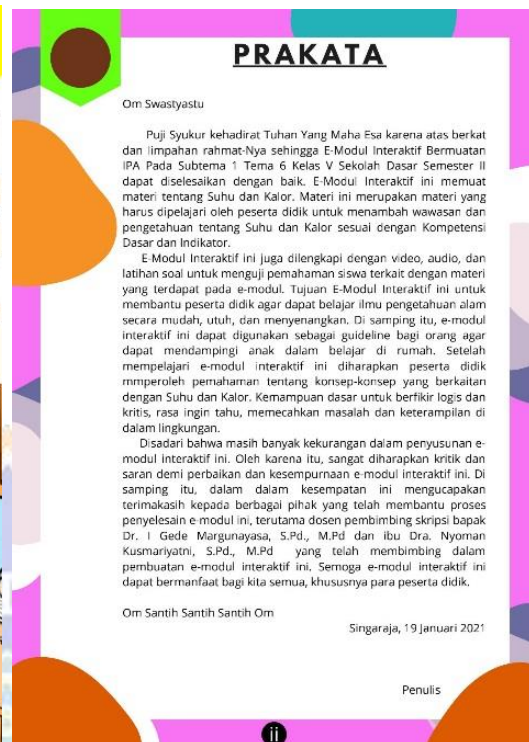 PRAKATA
Om Swastyastu
Puji Syukur kehadirat Tuhan Yang Maha Esa karena atas berkat
dan limpahan rahmat-Nya sehingga E-Modul Interaktif Bermuatan
IPA Pada Subtema 1 Tema 6 Kelas V Sekolah Dasar Semester II
dapat diselesaikan dengan baik. E-Modul Interaktif ini memuat
materi tentang Suhu dan Kalor. Materi ini merupakan materi yang
harus dipelajari oleh peserta didik untuk menambah wawasan dan
pengetahuan tentang Suhu dan Kalor sesuai dengan Kompetensi
Dasar dan Indikator.
E-Modul Interaktif ini juga dilengkapi dengan video, audio, dan
latihan soal untuk menguji pemahaman siswa terkait dengan materi
yang terdapat pada e-modul. Tujuan E-Modul Interaktif ini untuk
membantu peserta didik agar dapat belajar ilmu pengetahuan alam
secara mudah, utuh, dan menyenangkan. Di samping itu, e-modul
interaktif ini dapat digunakan sebagai guideline bagi orang agar
dapat mendampingi anak dalam belajar di rumah. Setelah
mempelajari e-modul interaktif ini diharapkan peserta didik
mmperoleh pemahaman tentang konsep-konsep yang berkaitan
dengan Suhu dan Kalor. Kemampuan dasar untuk berfikir logis dan
kritis, rasa ingin tahu, memecahkan masalah dan keterampilan di
dalam lingkungan.
Disadari bahwa masih banyak kekurangan dalam penyusunan e-
modul interaktif ini. Oleh karena itu, sangat diharapkan kritik dan
saran demi perbaikan dan kesempurnaan e-modul interaktif ini. Di
samping itu, dalam dalam kesempatan ini mengucapakan
terimakasih kepada berbagai pihak yang telah membantu proses
penyelesain e-modul ini, terutama dosen pembimbing skripsi bapak
Dr. I Gede Margunayasa, S.Pd., M.Pd dan ibu Dra. Nyoman
Kusmariyatni, S.Pd., M.Pd yang telah membimbing dalam
pembuatan e-modul interaktif ini. Semoga e-modul interaktif ini
dapat bermanfaat bagi kita semua, khususnya para peserta didik.
Om Santih Santih Santih Om
Singaraja, 19 Januari 2021
Penulis
ii